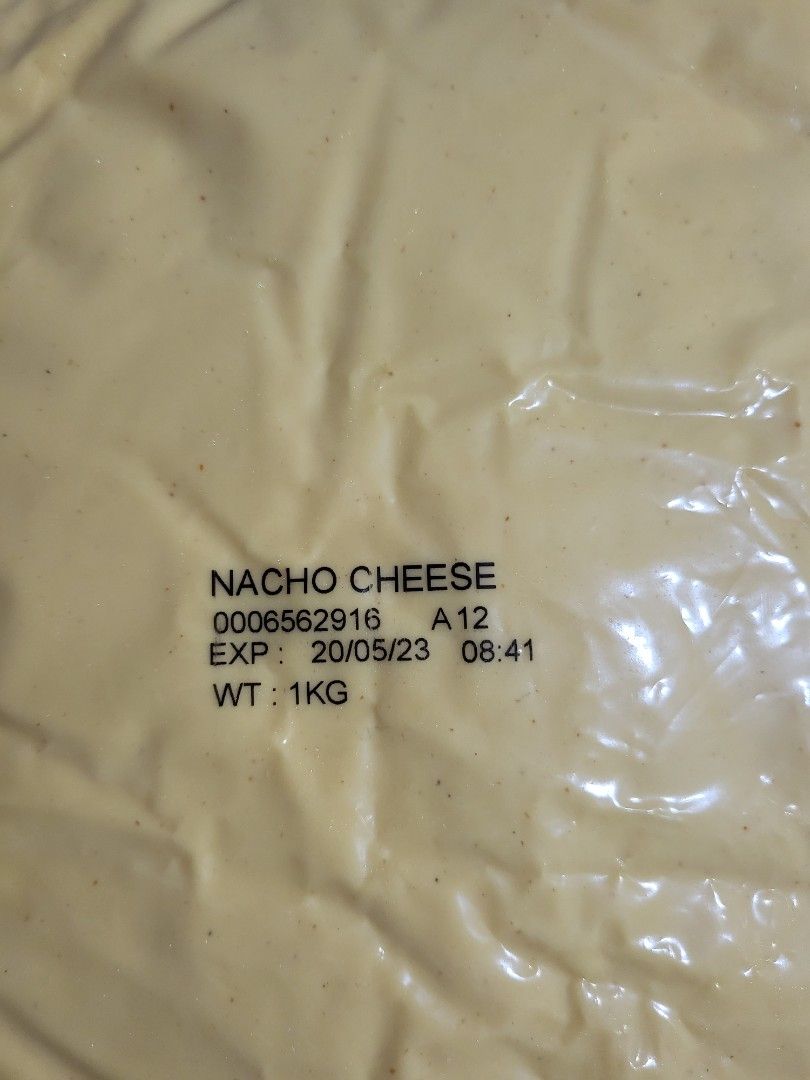 NACHO CHEESE
0006562916 A12
EXP : 20/05/23 08:41
WT : 1KG